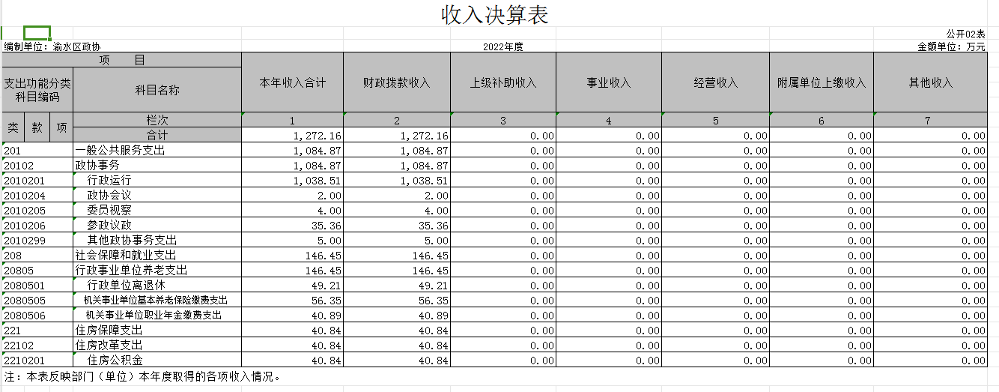 收入决算表
公开02表
编制单位：渝水区政协 2022年度 金额单位：万元
项 目 本年收入合计 财政拨款收入 上级补助收入 事业收入 经营收入 附属单位上缴收入 其他收入
支出功能分类科目编码 科目名称
类 款 项 栏次 1 2 3 4 5 6 7
合计 1,272.16 1,272.16 0.00 0.00 0.00 0.00 0.00
201 一般公共服务支出 1,084.87 1,084.87 0.00 0.00 0.00 0.00 0.00
20102 政协事务 1,084.87 1,084.87 0.00 0.00 0.00 0.00 0.00
2010201 行政运行 1,038.51 1,038.51 0.00 0.00 0.00 0.00 0.00
2010204 政协会议 2.00 2.00 0.00 0.00 0.00 0.00 0.00
2010205 委员视察 4.00 4.00 0.00 0.00 0.00 0.00 0.00
2010206 参政议政 35.36 35.36 0.00 0.00 0.00 0.00 0.00
2010299 其他政协事务支出 5.00 5.00 0.00 0.00 0.00 0.00 0.00
208 社会保障和就业支出 146.45 146.45 0.00 0.00 0.00 0.00 0.00
20805 行政事业单位养老支出 146.45 146.45 0.00 0.00 0.00 0.00 0.00
2080501 行政单位离退休 49.21 49.21 0.00 0.00 0.00 0.00 0.00
2080505 机关事业单位基本养老保险缴费支出 56.35 56.35 0.00 0.00 0.00 0.00 0.00
2080506 机关事业单位职业年金缴费支出 40.89 40.89 0.00 0.00 0.00 0.00 0.00
221 住房保障支出 40.84 40.84 0.00 0.00 0.00 0.00 0.00
22102 住房改革支出 40.84 40.84 0.00 0.00 0.00 0.00 0.00
2210201 住房公积金 40.84 40.84 0.00 0.00 0.00 0.00 0.00
注：本表反映部门（单位）本年度取得的各项收入情况。